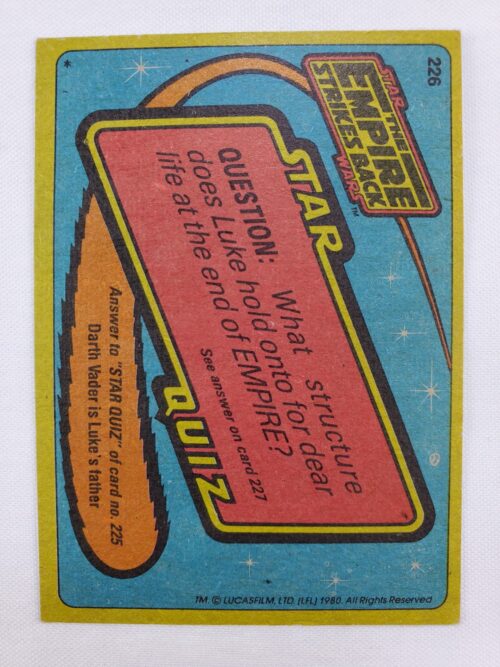 226
STAR
THE
EMPIRE
STRIKES BACK
WARS™
STAR
QUESTION: What structure
does Luke hold onto for dear
life at the end of EMPIRE?
See answer on card 227
QUIZ
Answer to "STAR QUIZ" of card no. 225
Darth Vader is Luke's father
*
TM © LUCASFILM, LTD. (LFL) 1980. All Rights Reserved